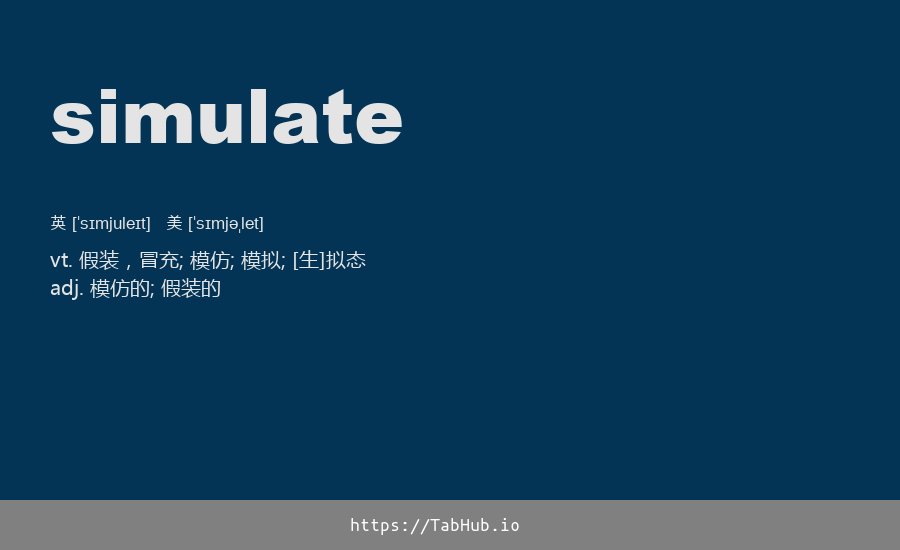 simulate
英 [ˈsɪmjuleɪt] 美 [ˈsɪmjəˌlet]
vt. 假装，冒充; 模仿; 模拟; [生]拟态
adj. 模仿的; 假装的
https://TabHub.io